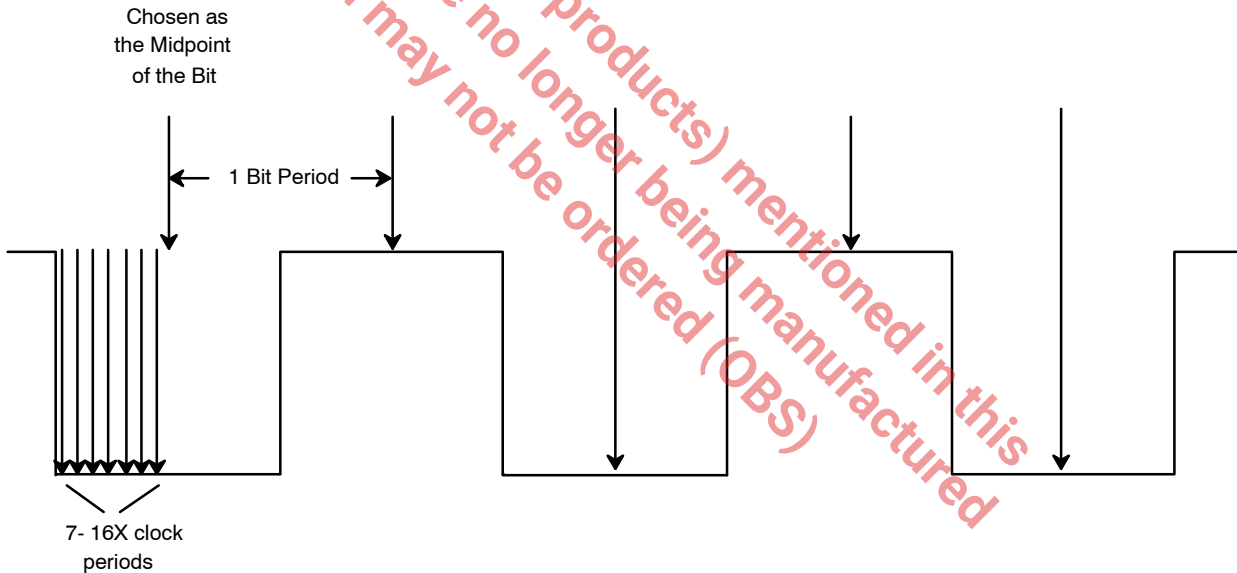 Chosen as
the Midpoint
of the Bit
1 Bit Period
7- 16X clock
periods
products) mentioned in this
no longer being manufactured
may not be ordered (OBS)